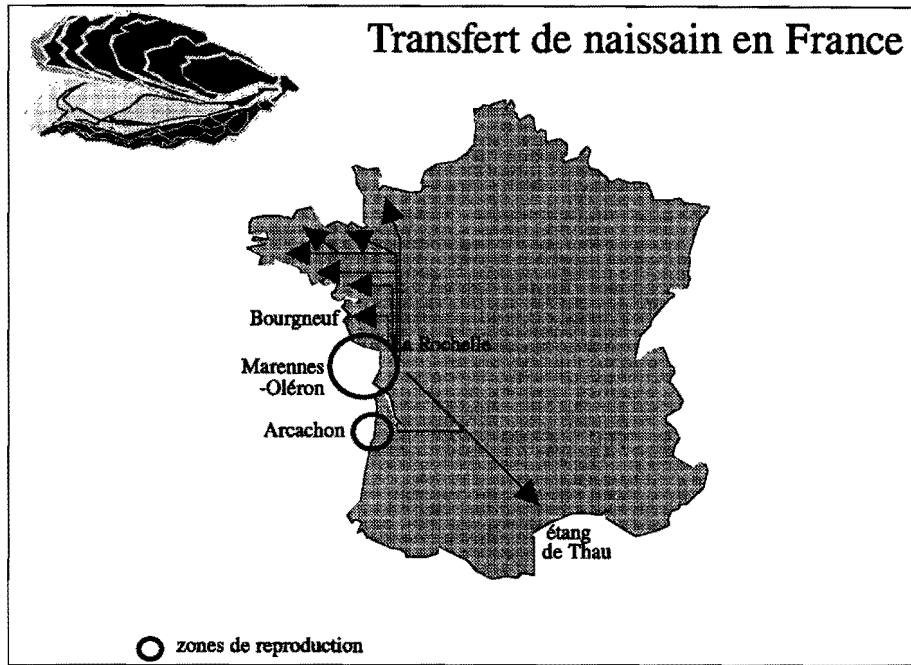 Transfert de naissain en France
Bourgneuf
La Rochelle
Marennes
-Oléron
Arcachon
étang
de Thau
zones de reproduction